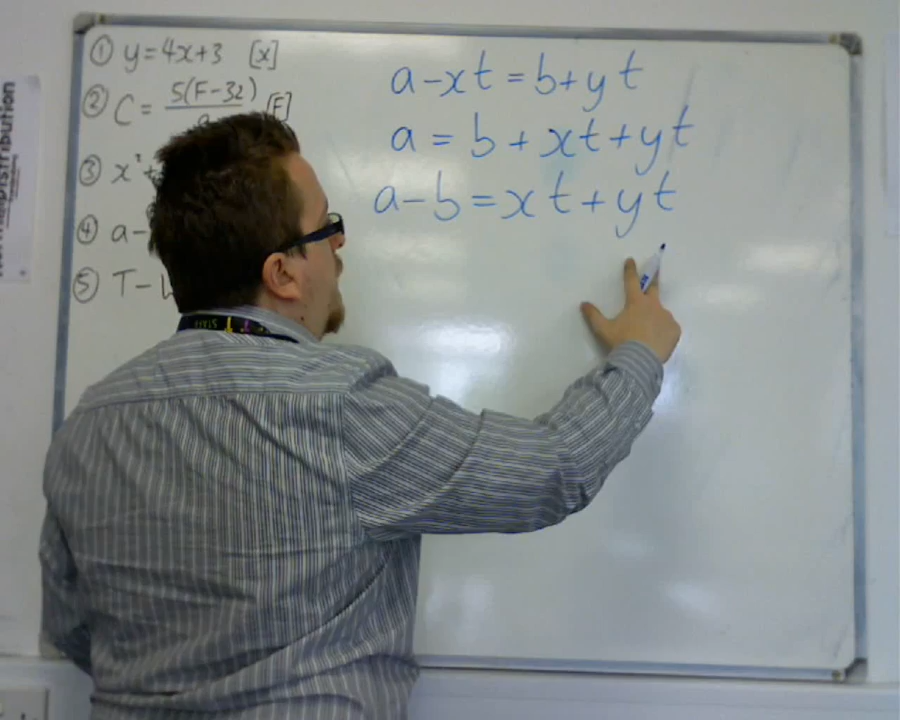 ① y=4x+3 [x]
② C = 5(F-32) [F]
③ x²
④ a-
⑤ T-
a-xt=b+yt
a = b + xt+yt
a-b=xt+yt